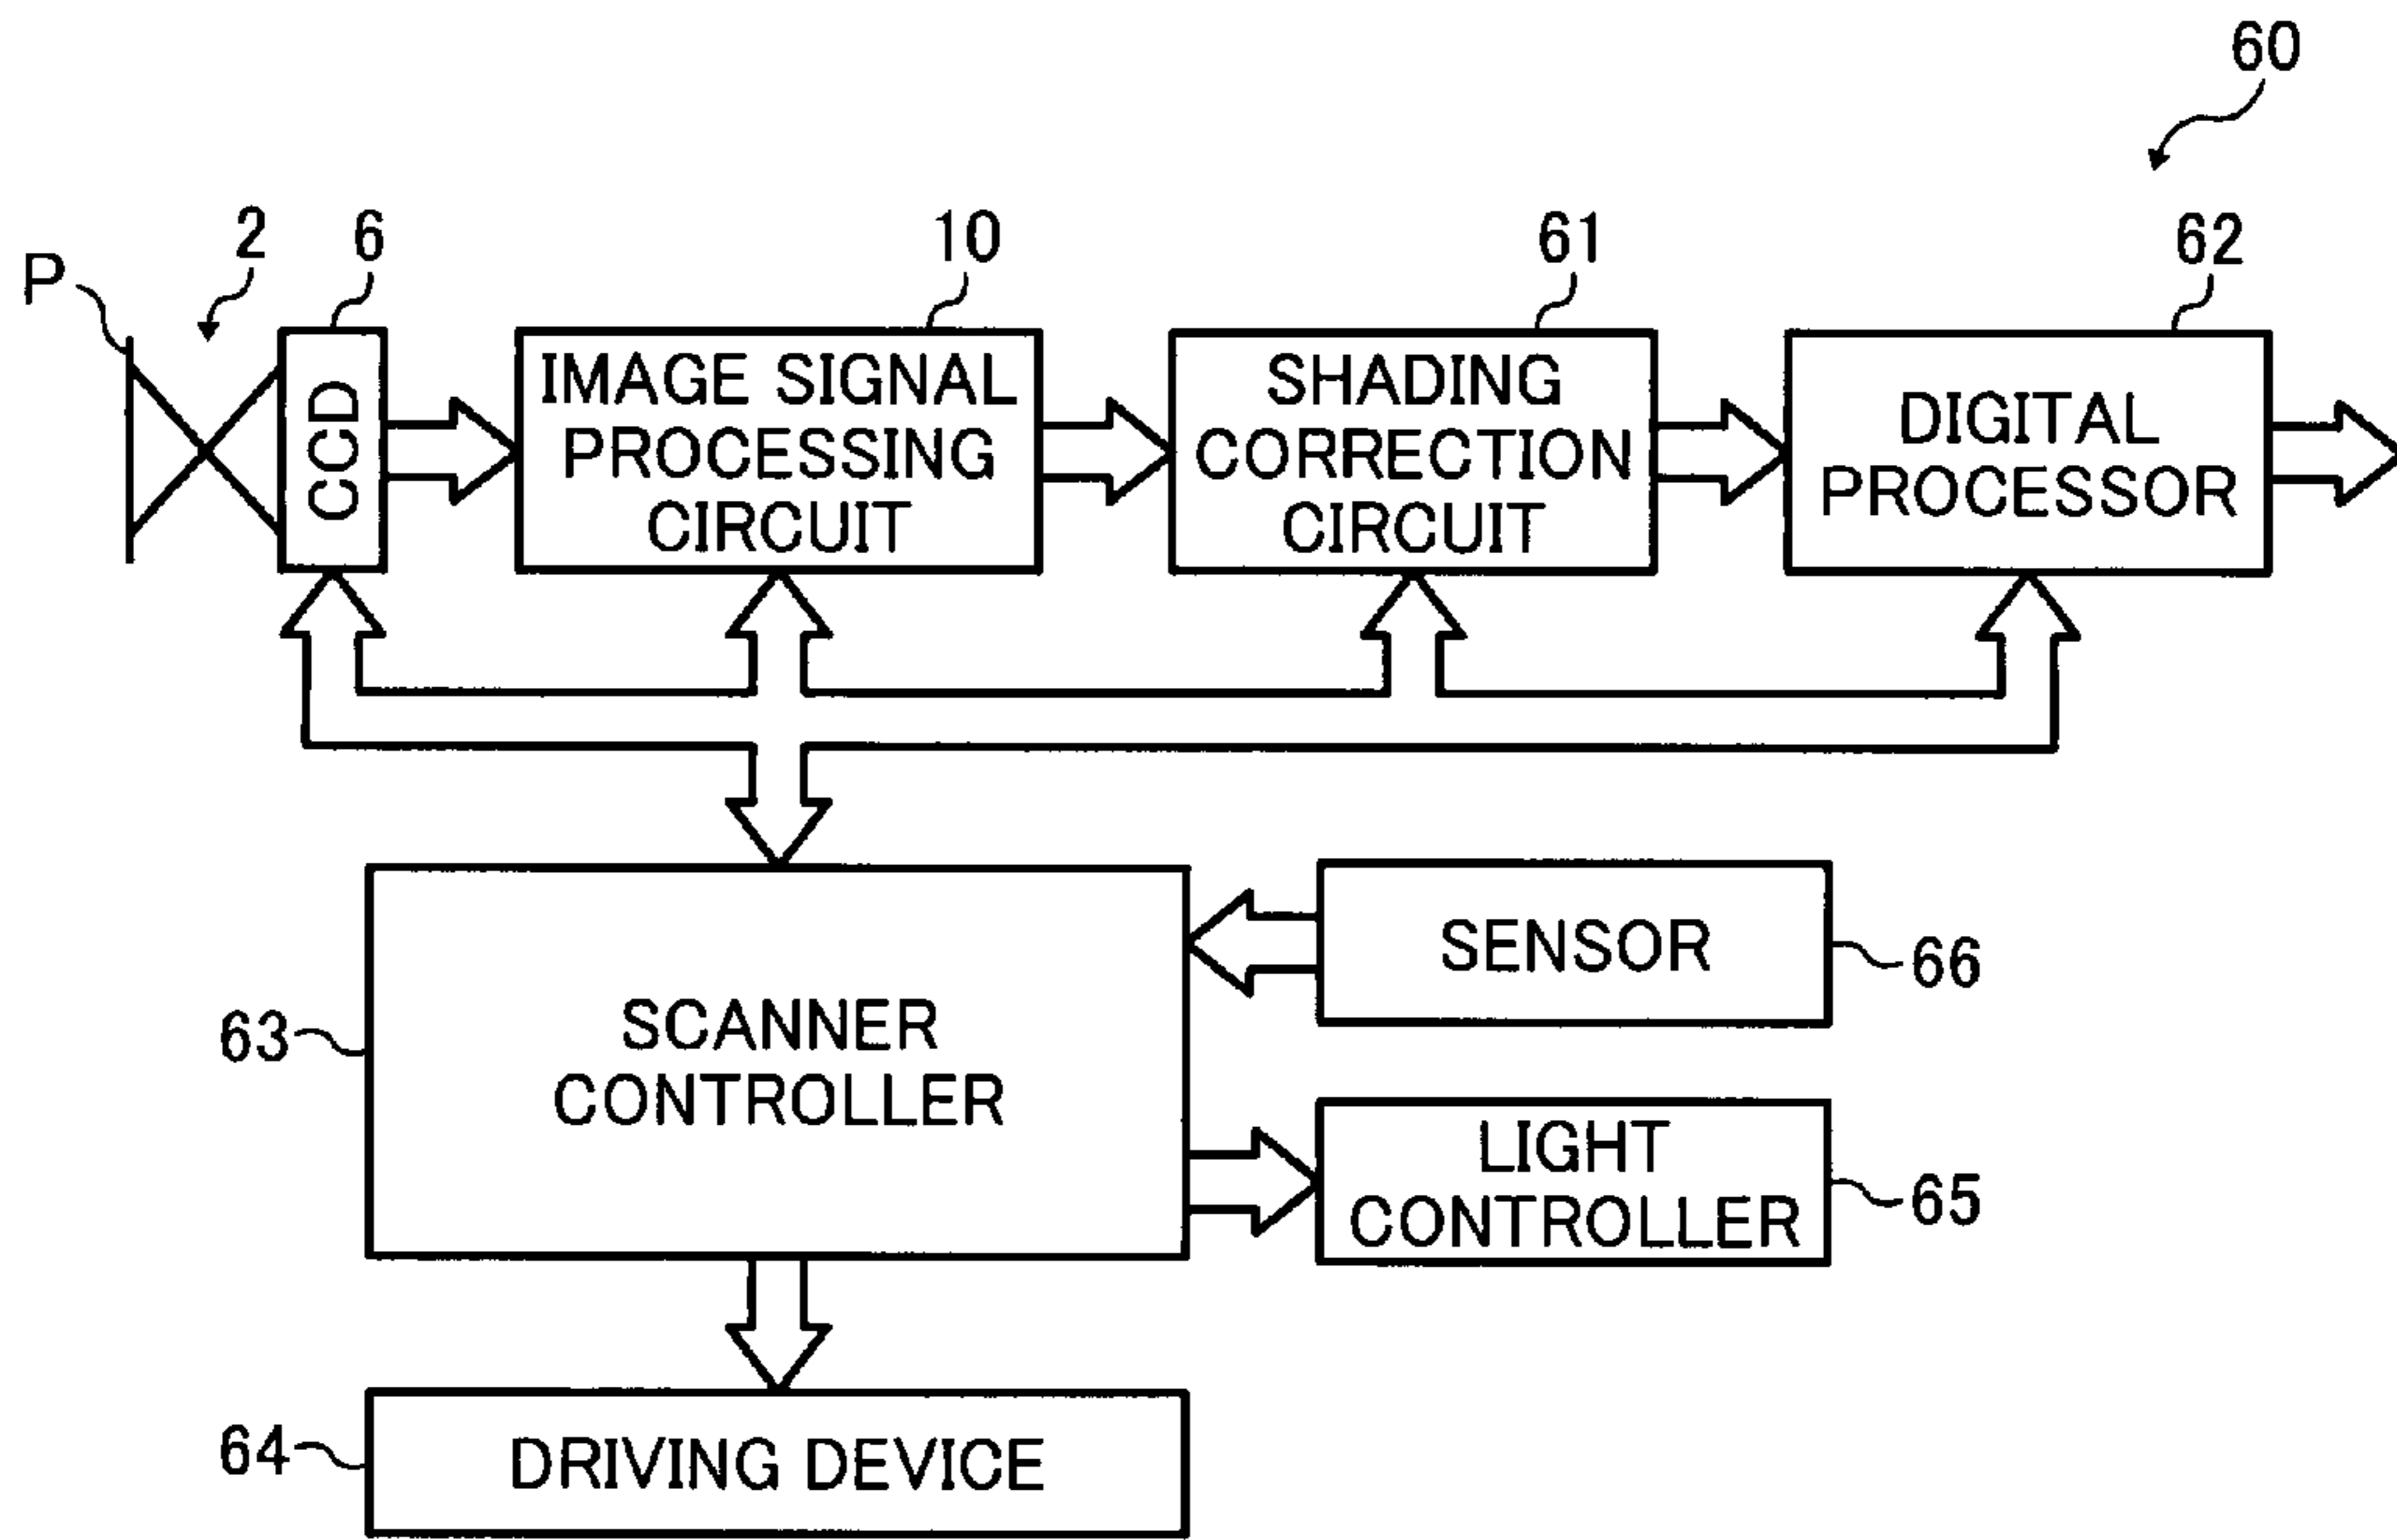 60
2
6
10
61
62
P
CCD
IMAGE SIGNAL
PROCESSING
CIRCUIT
SHADING
CORRECTION
CIRCUIT
DIGITAL
PROCESSOR
63
SCANNER
CONTROLLER
SENSOR
66
LIGHT
CONTROLLER
65
64
DRIVING DEVICE